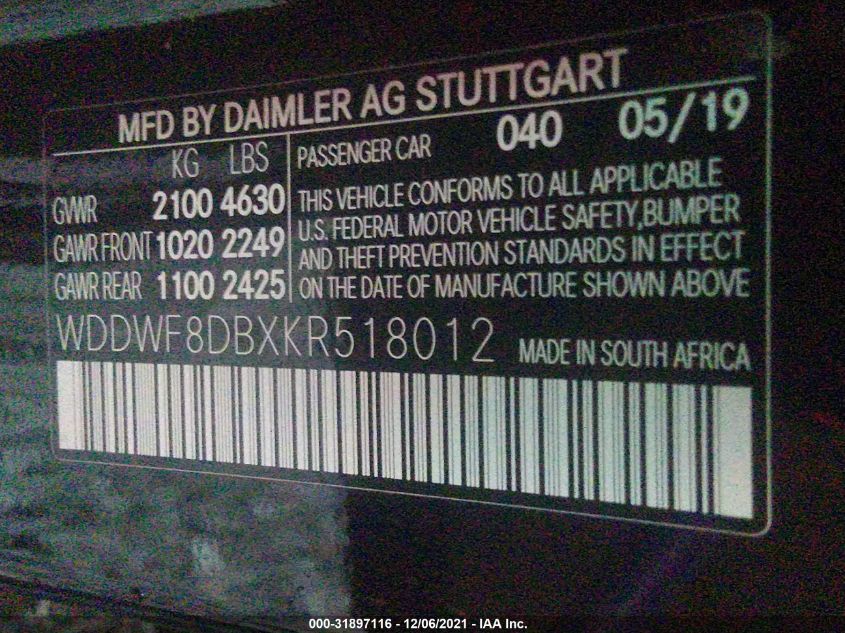 MFD BY DAIMLER AG STUTTGART
KG LBS
GVWR 2100 4630
GAWR FRONT 1020 2249
GAWR REAR 1100 2425
PASSENGER CAR 040 05/19
THIS VEHICLE CONFORMS TO ALL APPLICABLE
U.S. FEDERAL MOTOR VEHICLE SAFETY, BUMPER
AND THEFT PREVENTION STANDARDS IN EFFECT
ON THE DATE OF MANUFACTURE SHOWN ABOVE
WDDWF8DBXKR518012 MADE IN SOUTH AFRICA
000-31897116 - 12/06/2021 - IAA Inc.